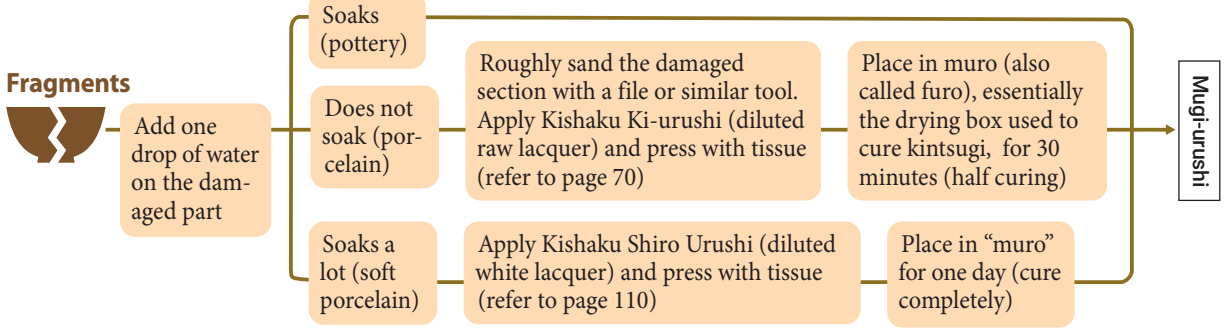 Fragments
Add one
drop of water
on the dam-
aged part
Soaks
(pottery)
Does not
soak (por-
celain)
Roughly sand the damaged
section with a file or similar tool.
Apply Kishaku Ki-urushi (diluted
raw lacquer) and press with tissue
(refer to page 70)
Place in muro (also
called furo), essentially
the drying box used to
cure kintsugi, for 30
minutes (half curing)
Soaks a
lot (soft
porcelain)
Apply Kishaku Shiro Urushi (diluted
white lacquer) and press with tissue
(refer to page 110)
Place in “muro”
for one day (cure
completely)
Mugi-urushi